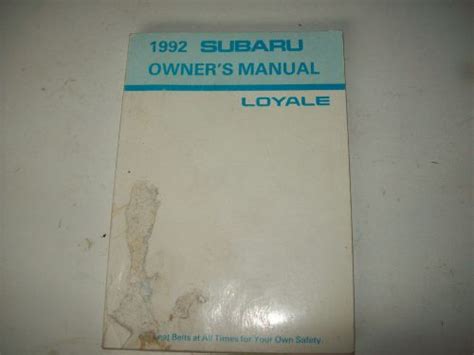 1992 SUBARU
OWNER'S MANUAL
LOYALE
Belts at All Times for Your Own Safety.